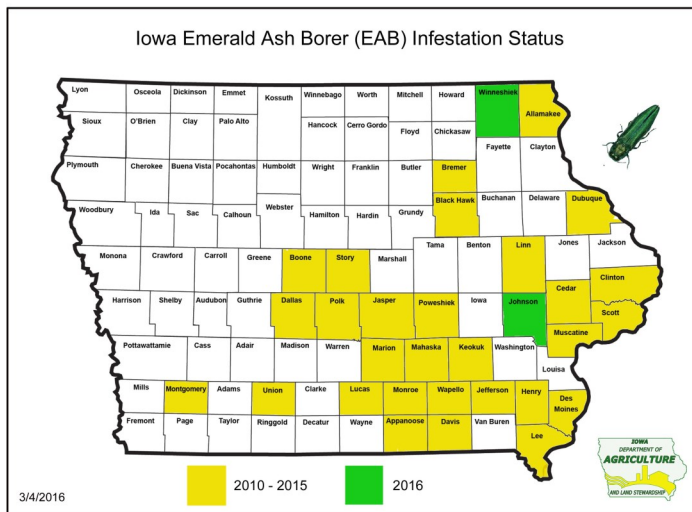 Iowa Emerald Ash Borer (EAB) Infestation Status
Lyon Osceola Dickinson Emmet Kossuth Winnebago Worth Mitchell Howard Winneshiek Allamakee
Sioux O'Brien Clay Palo Alto Hancock Cerro Gordo Floyd Chickasaw
Fayette Clayton
Plymouth Cherokee Buena Vista Pocahontas Humboldt Wright Franklin Butler Bremer
Woodbury Ida Sac Calhoun Webster Hamilton Hardin Grundy Black Hawk Buchanan Delaware Dubuque
Monona Crawford Carroll Greene Boone Story Marshall Tama Benton Linn Jones Jackson
Harrison Shelby Audubon Guthrie Dallas Polk Jasper Poweshiek Iowa Johnson Cedar Clinton
Scott
Muscatine
Pottawattamie Cass Adair Madison Warren Marion Mahaska Keokuk Washington
Louisa
Mills Montgomery Adams Union Clarke Lucas Monroe Wapello Jefferson Henry Des
Moines
Fremont Page Taylor Ringgold Decatur Wayne Appanoose Davis Van Buren
Lee
2010 - 2015 2016
3/4/2016
IOWA
DEPARTMENT OF
AGRICULTURE
AND LAND STEWARDSHIP